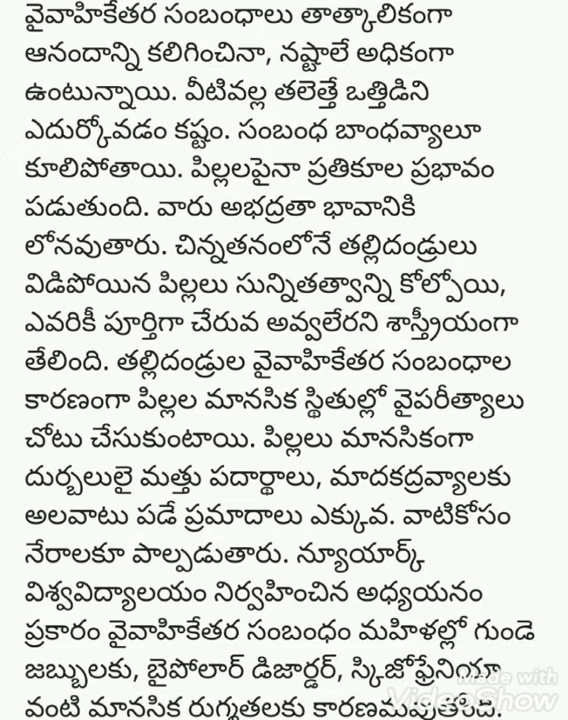 వైవాహికేతర సంబంధాలు తాత్కాలికంగా
ఆనందాన్ని కలిగించినా, నష్టాలే అధికంగా
ఉంటున్నాయి. వీటివల్ల తలెత్తే ఒత్తిడిని
ఎదుర్కోవడం కష్టం. సంబంధ బాంధవ్యాలూ
కూలిపోతాయి. పిల్లలపైనా ప్రతికూల ప్రభావం
పడుతుంది. వారు అభద్రతా భావానికి
లోనవుతారు. చిన్నతనంలోనే తల్లిదండ్రులు
విడిపోయిన పిల్లలు సున్నితత్వాన్ని కోల్పోయి,
ఎవరికీ పూర్తిగా చేరువ అవ్వలేరని శాస్త్రీయంగా
తేలింది. తల్లిదండ్రుల వైవాహికేతర సంబంధాల
కారణంగా పిల్లల మానసిక స్థితుల్లో వైపరీత్యాలు
చోటు చేసుకుంటాయి. పిల్లలు మానసికంగా
దుర్బలులై మత్తు పదార్థాలు, మాదకద్రవ్యాలకు
అలవాటు పడే ప్రమాదాలు ఎక్కువ. వాటికోసం
నేరాలకూ పాల్పడుతారు. న్యూయార్క్
విశ్వవిద్యాలయం నిర్వహించిన అధ్యయనం
ప్రకారం వైవాహికేతర సంబంధం మహిళల్లో గుండె
జబ్బులకు, బైపోలార్ డిజార్డర్, స్కిజోఫ్రేనియా
వంటి మానసిక రుగ్మతలకు కారణమవుతుంది.
Made with
VideoShow